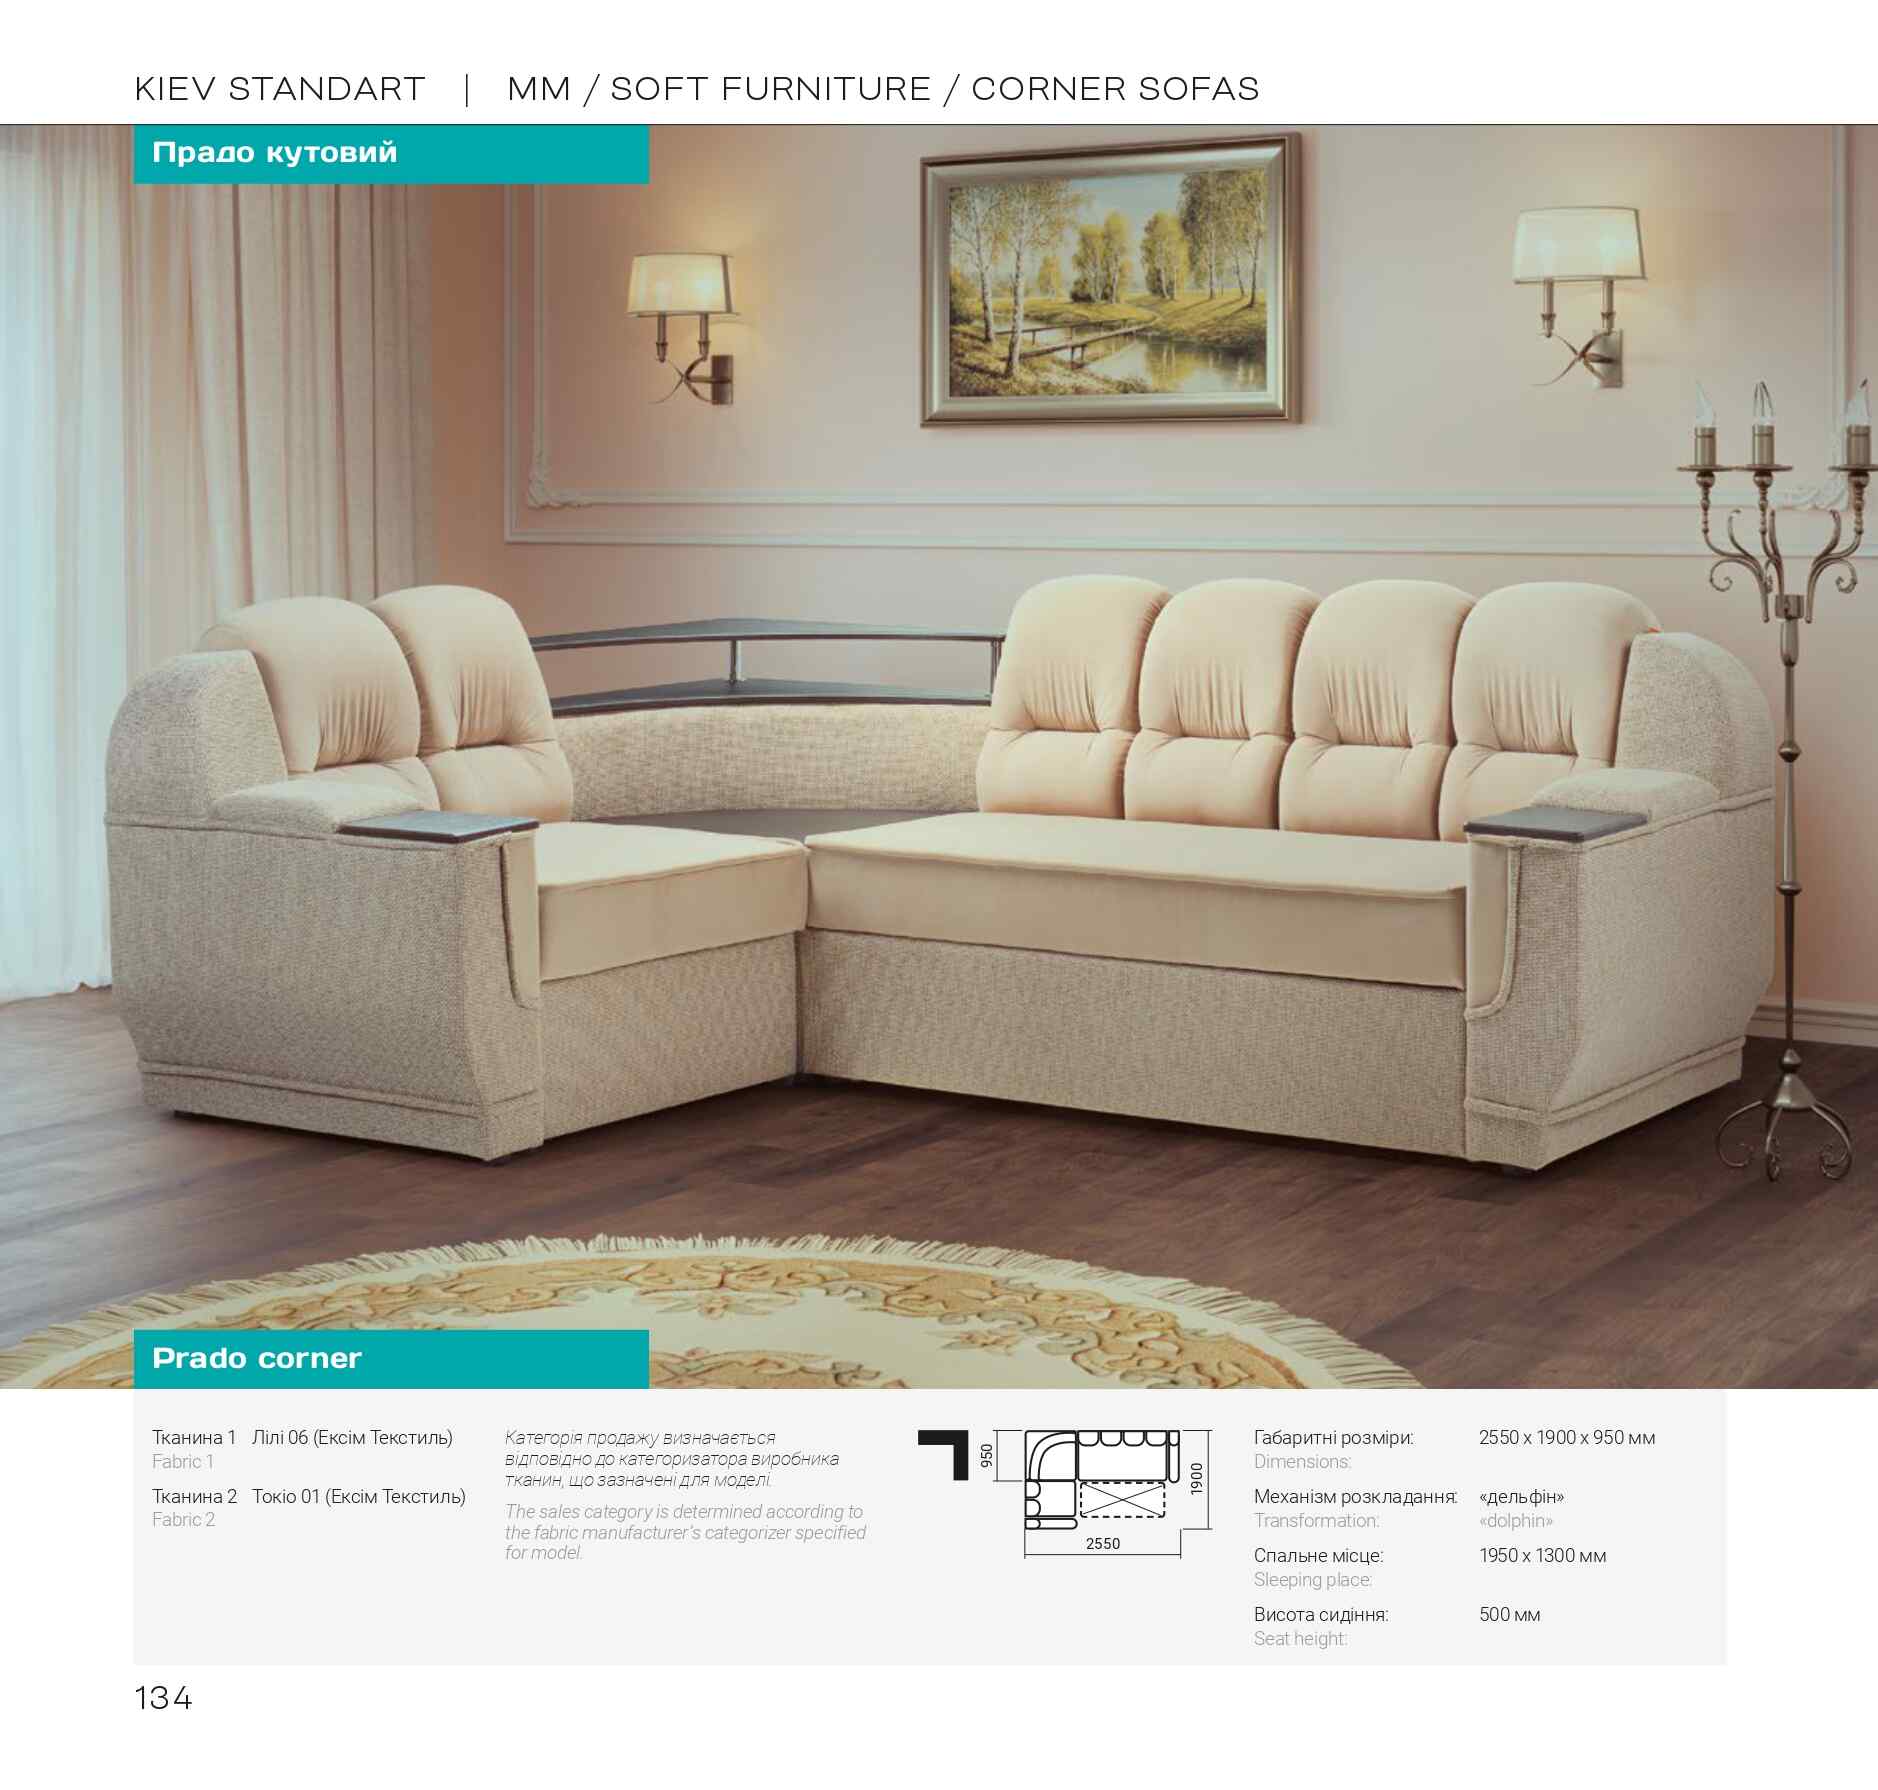 KIEV STANDART | MM / SOFT FURNITURE / CORNER SOFAS
Прадо кутовий
Prado corner
Тканина 1 Лілі 06 (Ексім Текстиль)
Fabric 1
Тканина 2 Токіо 01 (Ексім Текстиль)
Fabric 2
Категорія продажу визначається
відповідно до категоризатора виробника
тканин, що зазначені для моделі.
The sales category is determined according to
the fabric manufacturer's categorizer specified
for model.
950
1900
2550
Габаритні розміри: 2550 x 1900 x 950 мм
Dimensions:
Механізм розкладання: «дельфін»
Transformation: «dolphin»
Спальне місце: 1950 x 1300 мм
Sleeping place:
Висота сидіння: 500 мм
Seat height:
134